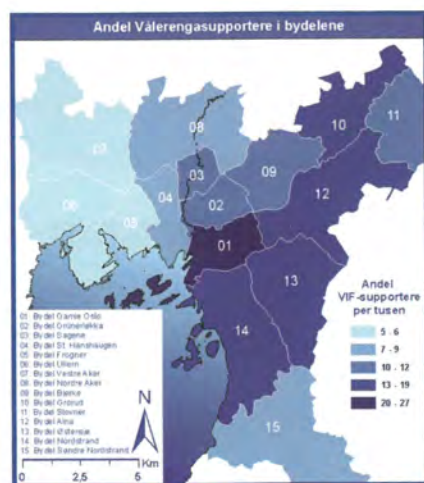 Andel Vålerengasupportere i bydelene
08
10
11
07
03
09
04
02
12
06
05
01
13
14
15
Andel
VIF-supportere
per tusen
5 - 6
7 - 9
10 - 12
13 - 19
20 - 27
01 Bydel Gamle Oslo
02 Bydel Grünerløkka
03 Bydel Sagene
04 Bydel St. Hanshaugen
05 Bydel Frogner
06 Bydel Ullern
07 Bydel Vestre Aker
08 Bydel Nordre Aker
09 Bydel Bjerke
10 Bydel Grorud
11 Bydel Stovner
12 Bydel Alna
13 Bydel Østensjø
14 Bydel Nordstrand
15 Bydel Søndre Nordstrand
N
0 2,5 5
Km